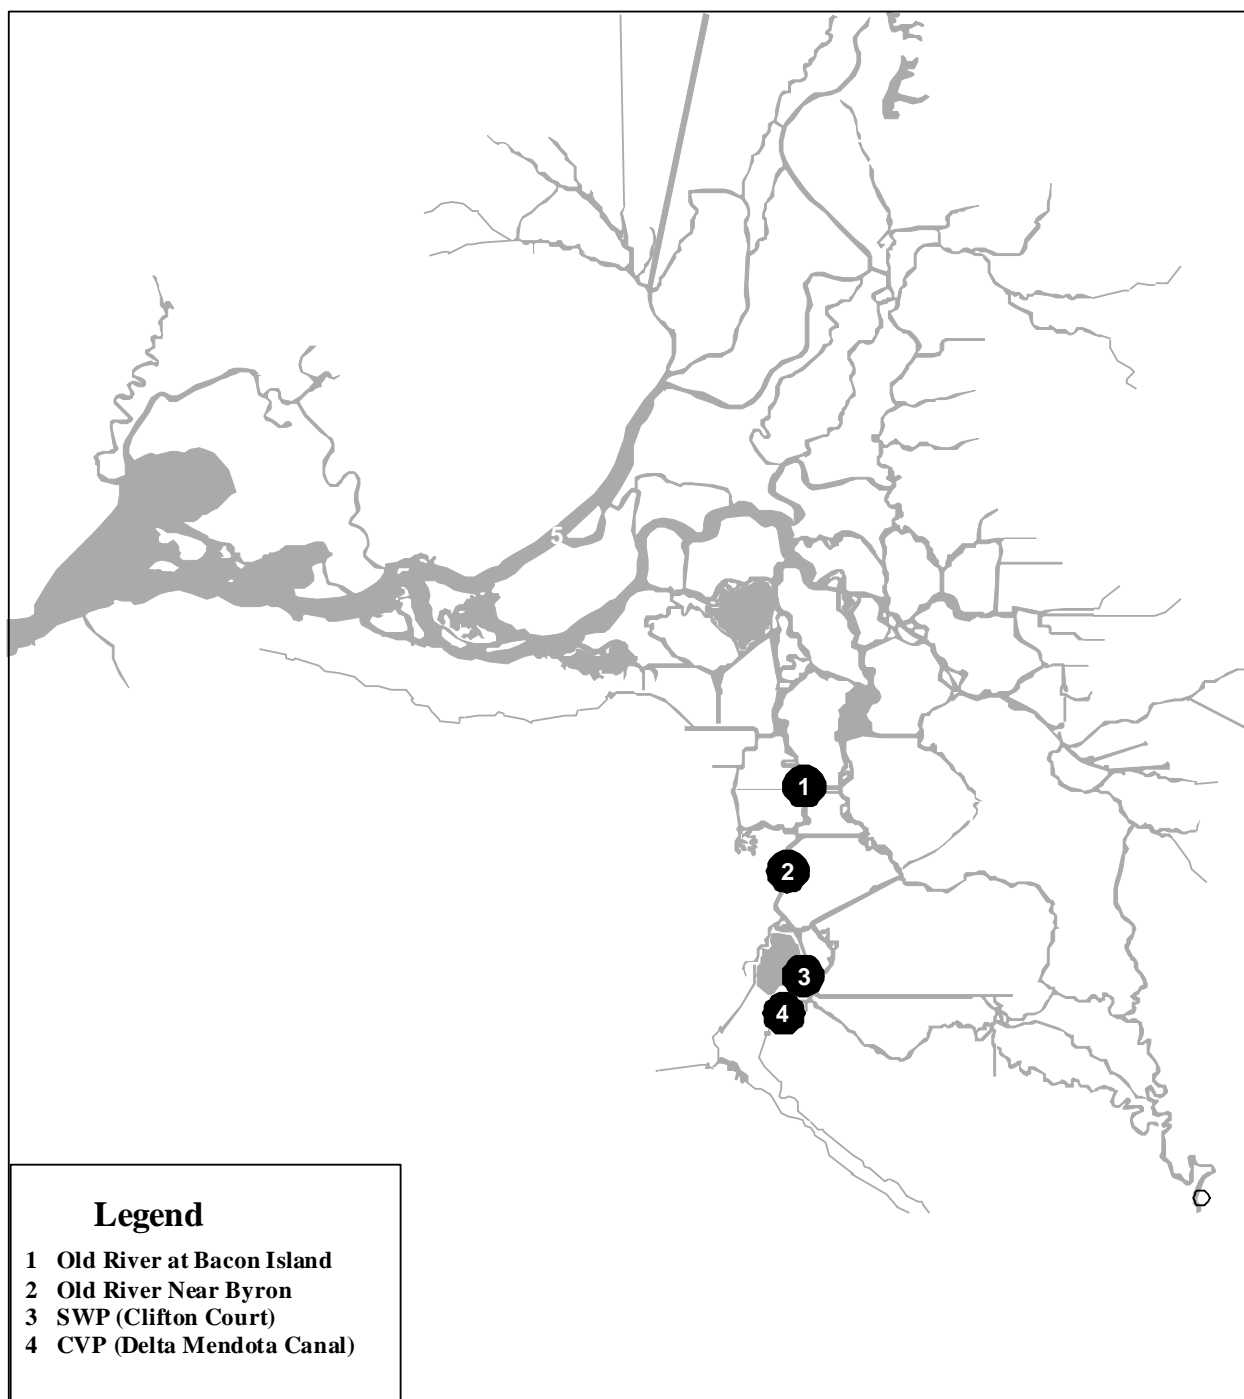 5
1
2
3
4
Legend
1 Old River at Bacon Island
2 Old River Near Byron
3 SWP (Clifton Court)
4 CVP (Delta Mendota Canal)